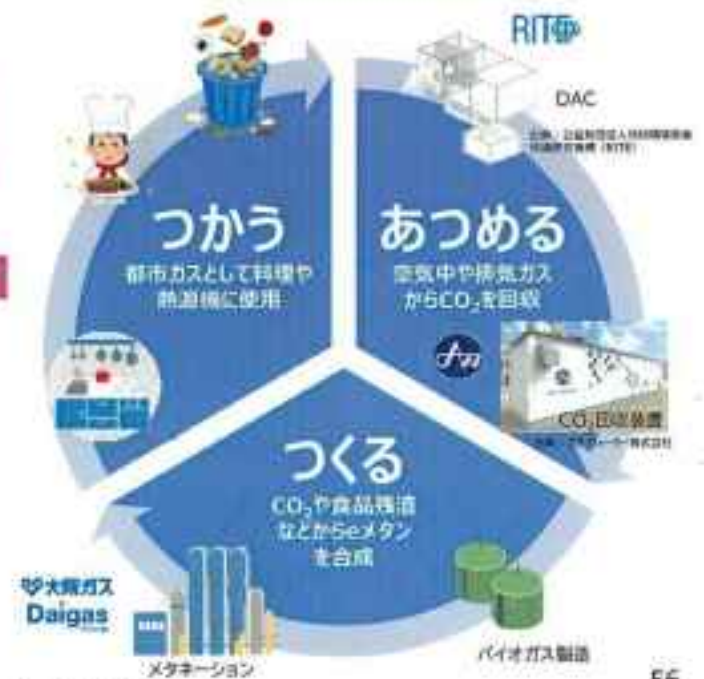 RITE
DAC
つかう
都市ガスとして料理や
熱源機に使用
あつめる
空気中や排気ガス
からCO₂を回収
CO₂回収装置
つくる
CO₂や食品残渣
などからeメタン
を合成
大阪ガス
Daigas
メタネーション
バイオガス製造
56